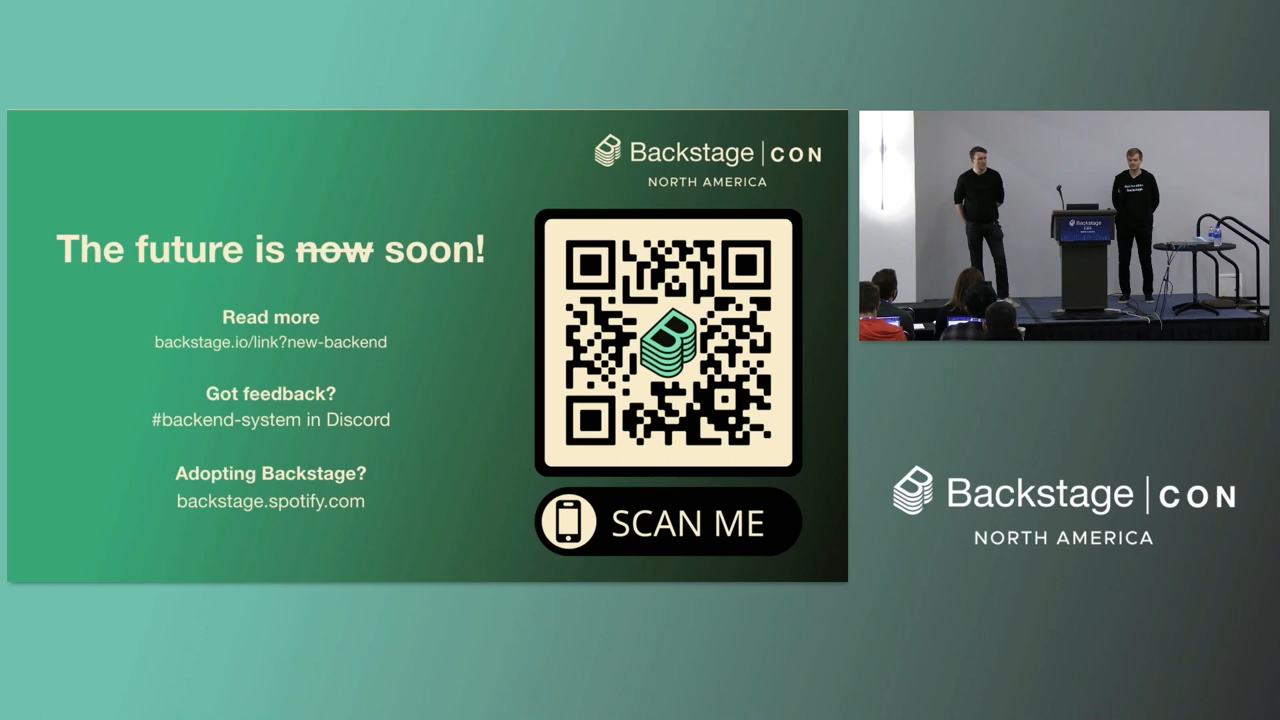 Backstage | CON
NORTH AMERICA
The future is now soon!
Read more
backstage.io/link?new-backend
Got feedback?
#backend-system in Discord
Adopting Backstage?
backstage.spotify.com
SCAN ME
Backstage
Backstage | CON
NORTH AMERICA